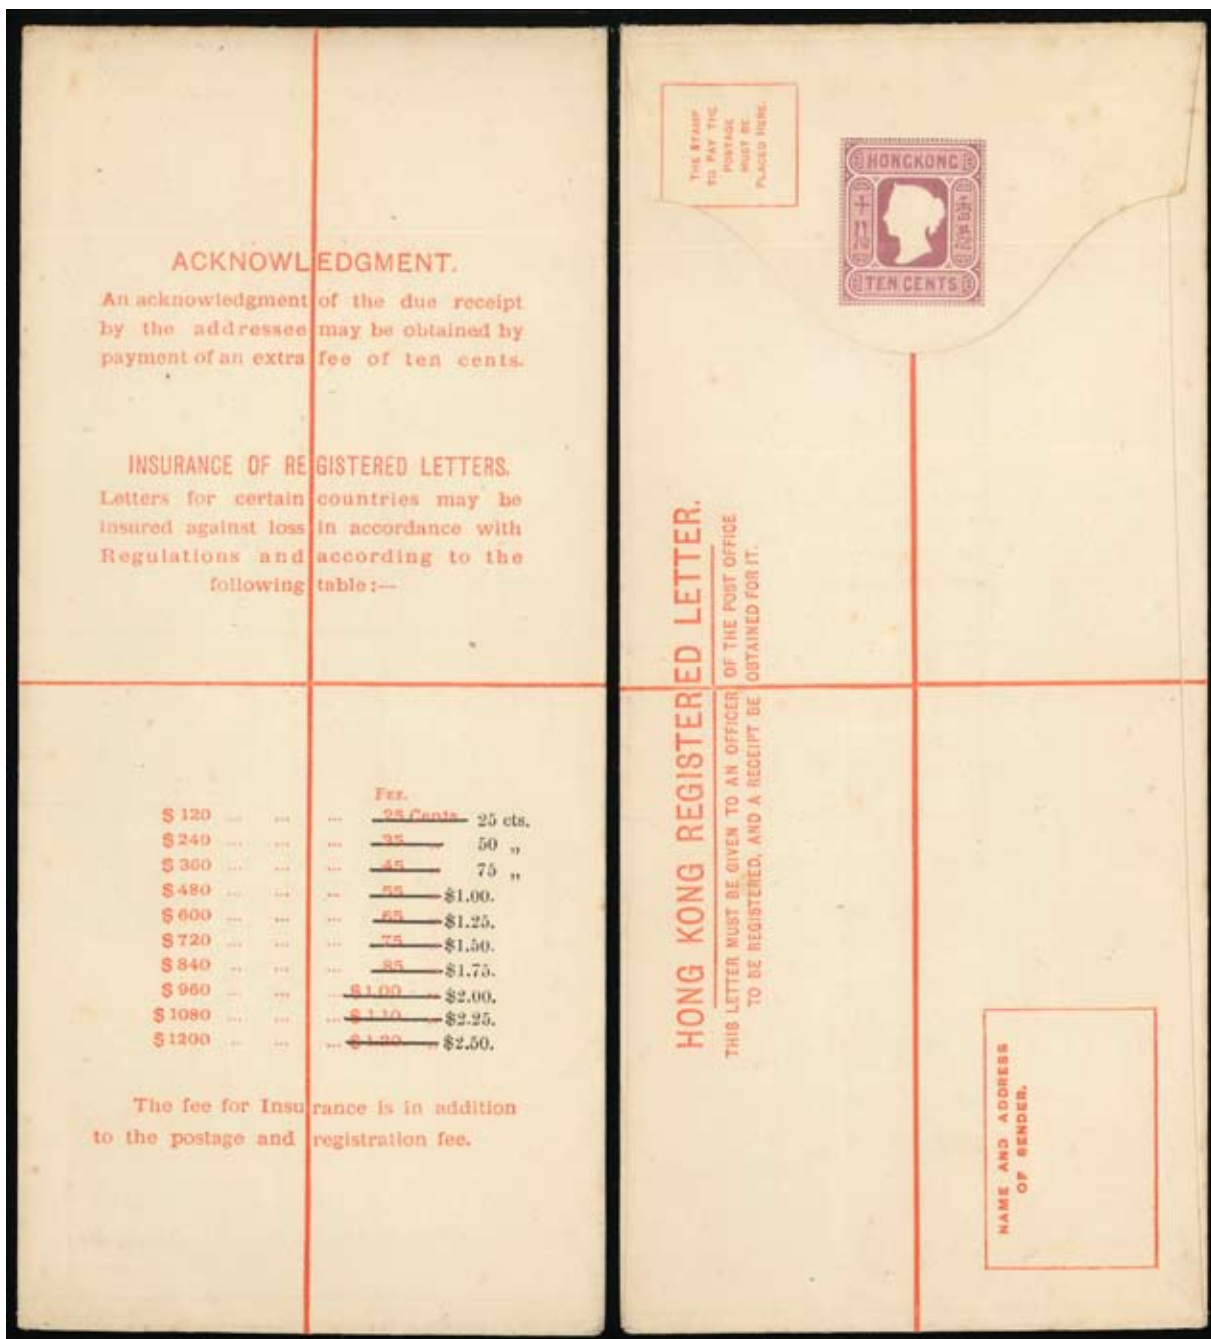 ACKNOWLEDGMENT.
An acknowledgment of the due receipt
by the addressee may be obtained by
payment of an extra fee of ten cents.
INSURANCE OF REGISTERED LETTERS.
Letters for certain countries may be
insured against loss in accordance with
Regulations and according to the
following table:—
FEE.
$ 120 ... ... ... 25 Cents 25 cts.
$ 240 ... ... ... 35 „ 50 „
$ 360 ... ... ... 45 „ 75 „
$ 480 ... ... ... 55 „ $1.00.
$ 600 ... ... ... 65 „ $1.25.
$ 720 ... ... ... 75 „ $1.50.
$ 840 ... ... ... 85 „ $1.75.
$ 960 ... ... ... $1.00 „ $2.00.
$ 1080 ... ... ... $1.10 „ $2.25.
$ 1200 ... ... ... $1.20 „ $2.50.
The fee for Insurance is in addition
to the postage and registration fee.
THE STAMP
TO PAY THE
POSTAGE
MUST BE
PLACED HERE.
HONGKONG
TEN CENTS
HONG KONG REGISTERED LETTER.
THIS LETTER MUST BE GIVEN TO AN OFFICER OF THE POST OFFICE
TO BE REGISTERED, AND A RECEIPT BE OBTAINED FOR IT.
NAME AND ADDRESS
OF SENDER.